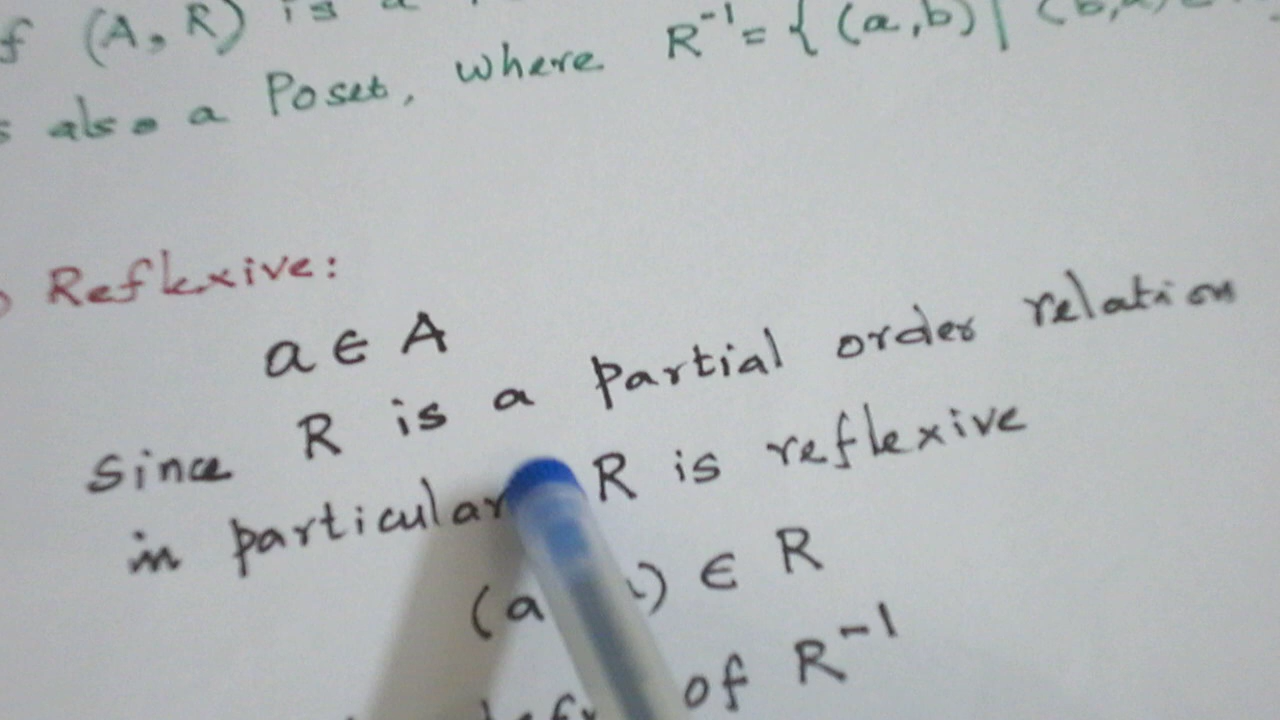 f (A, R) is a
also a Poset, where R⁻¹ = { (a,b) | (b,a) ∈
Reflexive:
a ∈ A
Since R is a partial order relation
in particular R is reflexive
(a ) ∈ R
of R⁻¹